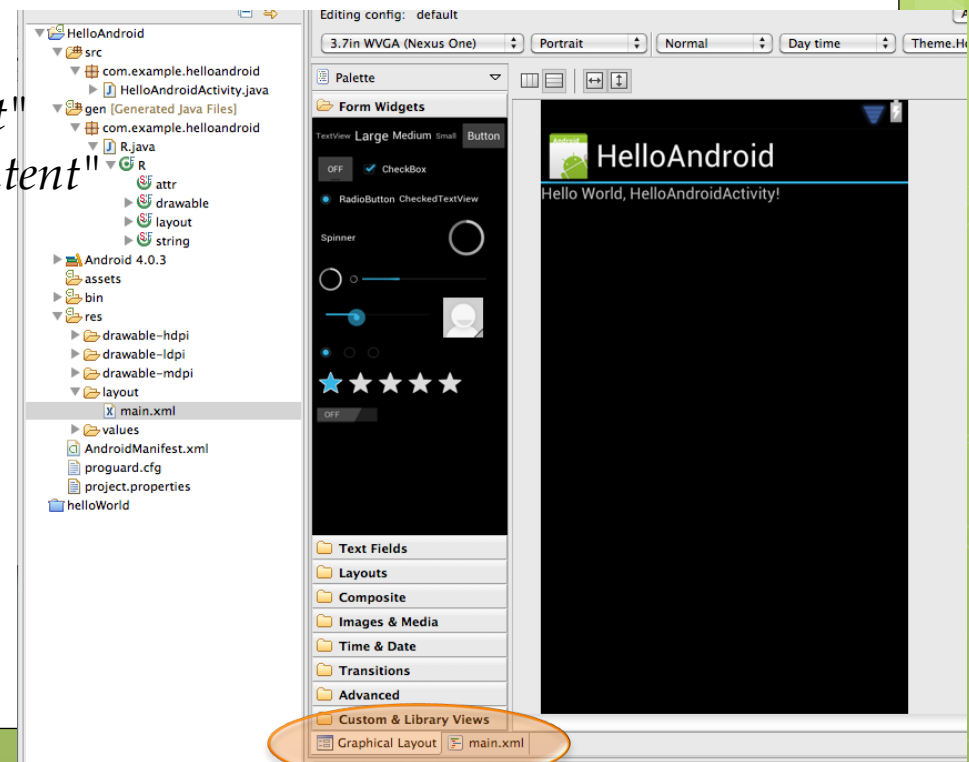 t"
tent"
HelloAndroid
src
com.example.helloandroid
HelloAndroidActivity.java
gen [Generated Java Files]
com.example.helloandroid
R.java
R
attr
drawable
layout
string
Android 4.0.3
assets
bin
res
drawable-hdpi
drawable-ldpi
drawable-mdpi
layout
main.xml
values
AndroidManifest.xml
proguard.cfg
project.properties
helloWorld
Editing config: default
3.7in WVGA (Nexus One) Portrait Normal Day time Theme.Ho
Palette
Form Widgets
TextView Large Medium Small Button
OFF CheckBox
RadioButton CheckedTextView
Spinner
OFF
Text Fields
Layouts
Composite
Images & Media
Time & Date
Transitions
Advanced
Custom & Library Views
Graphical Layout main.xml
Android
HelloAndroid
Hello World, HelloAndroidActivity!